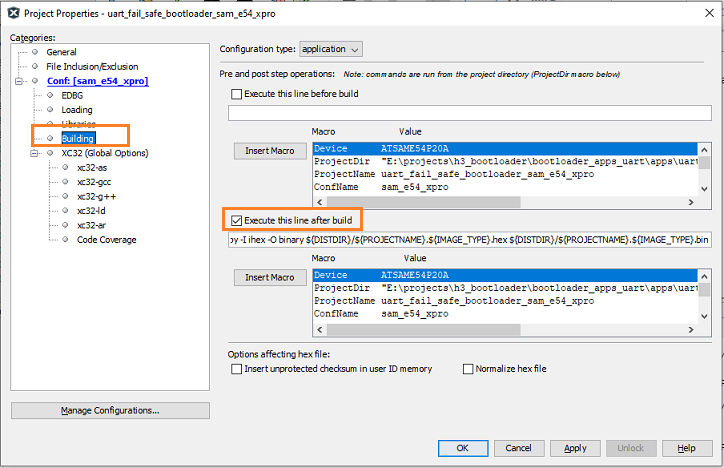 Project Properties - uart_fail_safe_bootloader_sam_e54_xpro
Categories:
General
File Inclusion/Exclusion
Conf: [sam_e54_xpro]
EDBG
Loading
Libraries
Building
XC32 (Global Options)
xc32-as
xc32-gcc
xc32-g++
xc32-ld
xc32-ar
Code Coverage
Manage Configurations...
Configuration type: application
Pre and post step operations: Note: commands are run from the project directory (ProjectDir macro below)
Execute this line before build
Insert Macro
Macro Value
Device ATSAME54P20A
ProjectDir "E:\projects\h3_bootloader\bootloader_apps_uart\apps\uart
ProjectName uart_fail_safe_bootloader_sam_e54_xpro
ConfName sam_e54_xpro
Execute this line after build
py -I ihex -O binary ${DISTDIR}/${PROJECTNAME}.${IMAGE_TYPE}.hex ${DISTDIR}/${PROJECTNAME}.${IMAGE_TYPE}.bin
Insert Macro
Macro Value
Device ATSAME54P20A
ProjectDir "E:\projects\h3_bootloader\bootloader_apps_uart\apps\uart
ProjectName uart_fail_safe_bootloader_sam_e54_xpro
ConfName sam_e54_xpro
Options affecting hex file:
Insert unprotected checksum in user ID memory Normalize hex file
OK Cancel Apply Unlock Help